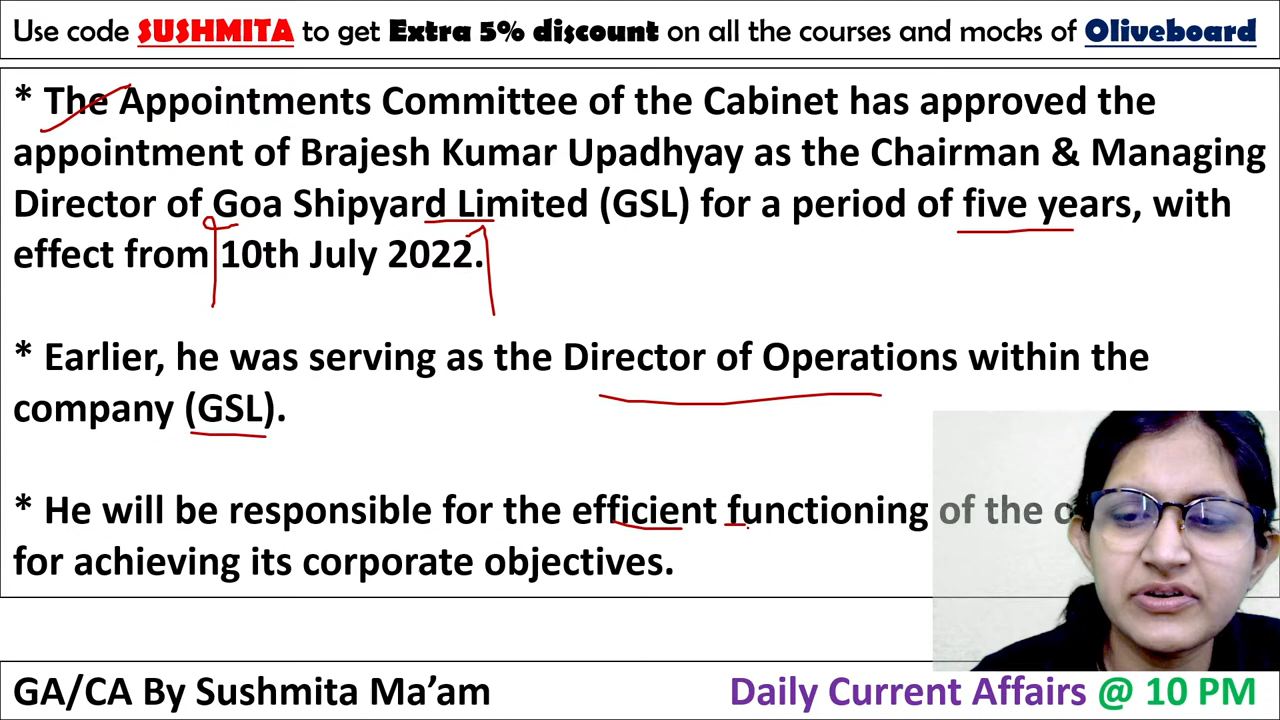 Use code SUSHMITA to get Extra 5% discount on all the courses and mocks of Oliveboard
* The Appointments Committee of the Cabinet has approved the
appointment of Brajesh Kumar Upadhyay as the Chairman & Managing
Director of Goa Shipyard Limited (GSL) for a period of five years, with
effect from 10th July 2022.
* Earlier, he was serving as the Director of Operations within the
company (GSL).
* He will be responsible for the efficient functioning of the
for achieving its corporate objectives.
GA/CA By Sushmita Ma’am
Daily Current Affairs @ 10 PM